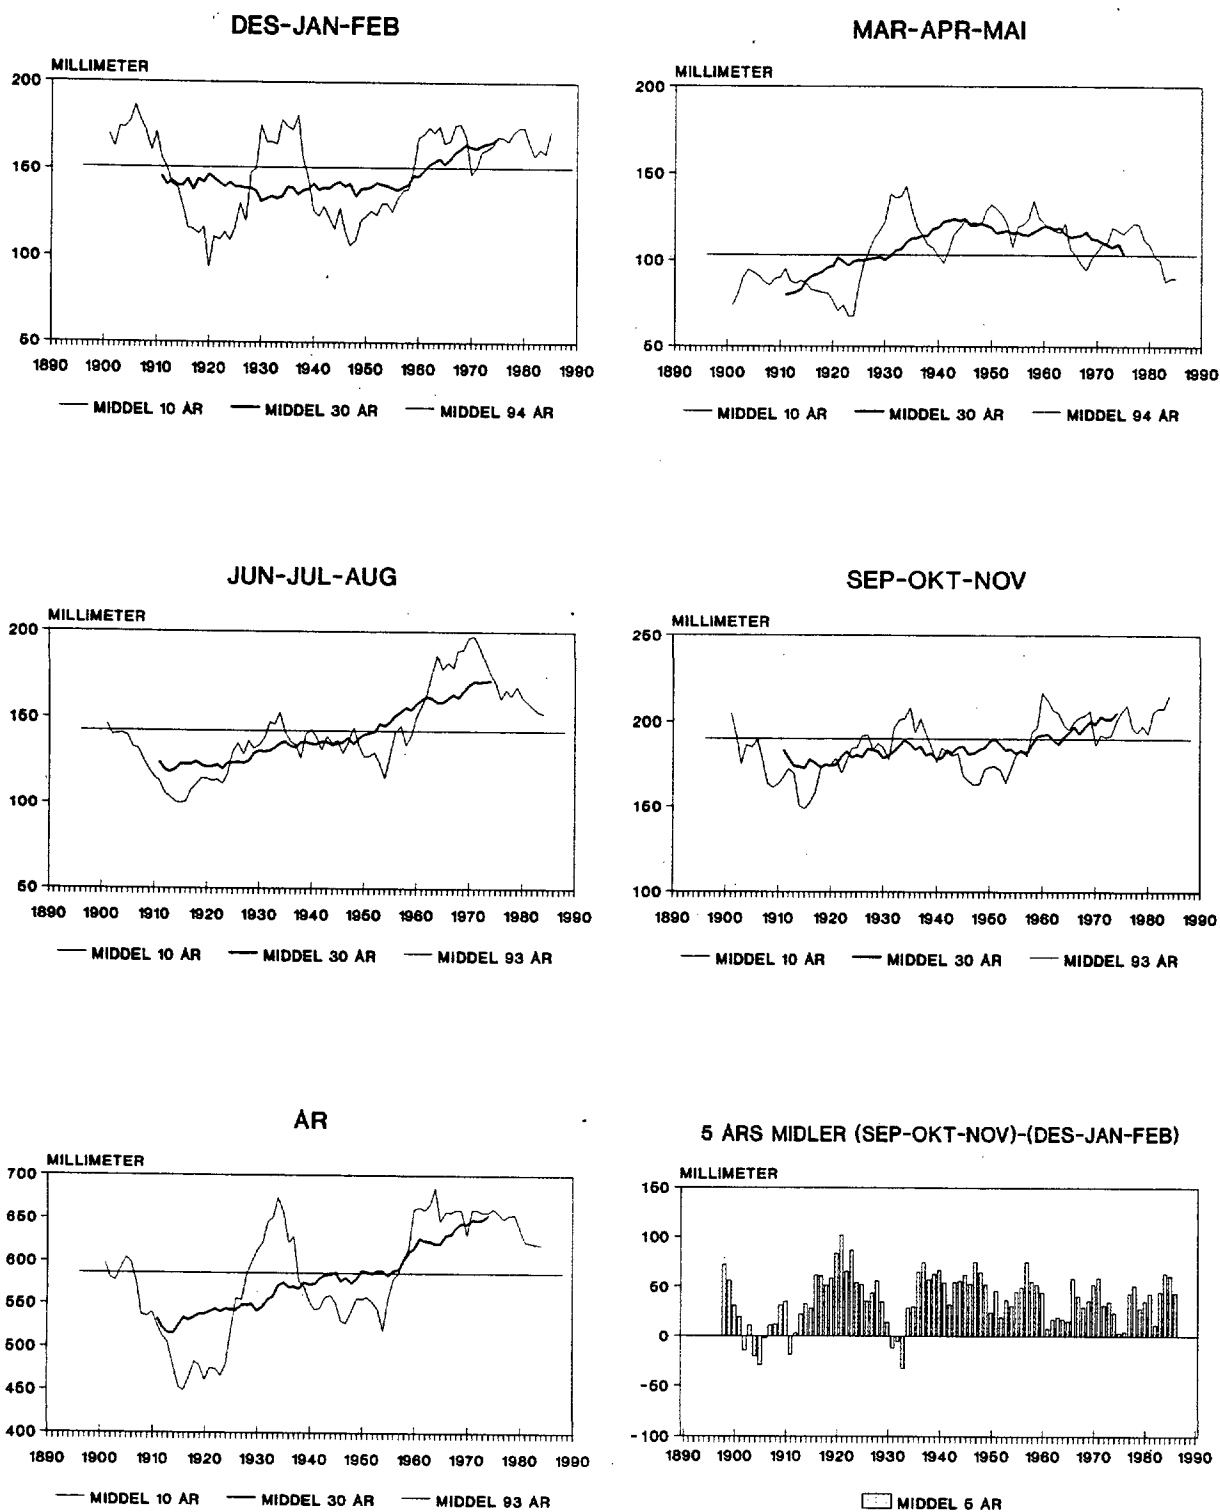 DES-JAN-FEB
MILLIMETER
200
150
100
50
1890 1900 1910 1920 1930 1940 1950 1960 1970 1980 1990
MIDDEL 10 ÅR MIDDEL 30 ÅR MIDDEL 94 ÅR
MAR-APR-MAI
MILLIMETER
200
150
100
50
1890 1900 1910 1920 1930 1940 1950 1960 1970 1980 1990
MIDDEL 10 ÅR MIDDEL 30 ÅR MIDDEL 94 ÅR
JUN-JUL-AUG
MILLIMETER
200
150
100
50
1890 1900 1910 1920 1930 1940 1950 1960 1970 1980 1990
MIDDEL 10 ÅR MIDDEL 30 ÅR MIDDEL 93 ÅR
SEP-OKT-NOV
MILLIMETER
250
200
150
100
1890 1900 1910 1920 1930 1940 1950 1960 1970 1980 1990
MIDDEL 10 ÅR MIDDEL 30 ÅR MIDDEL 93 ÅR
ÅR
MILLIMETER
700
650
600
550
500
450
400
1890 1900 1910 1920 1930 1940 1950 1960 1970 1980 1990
MIDDEL 10 ÅR MIDDEL 30 ÅR MIDDEL 93 ÅR
5 ÅRS MIDLER (SEP-OKT-NOV)-(DES-JAN-FEB)
MILLIMETER
150
100
50
0
-50
-100
1890 1900 1910 1920 1930 1940 1950 1960 1970 1980 1990
MIDDEL 5 ÅR